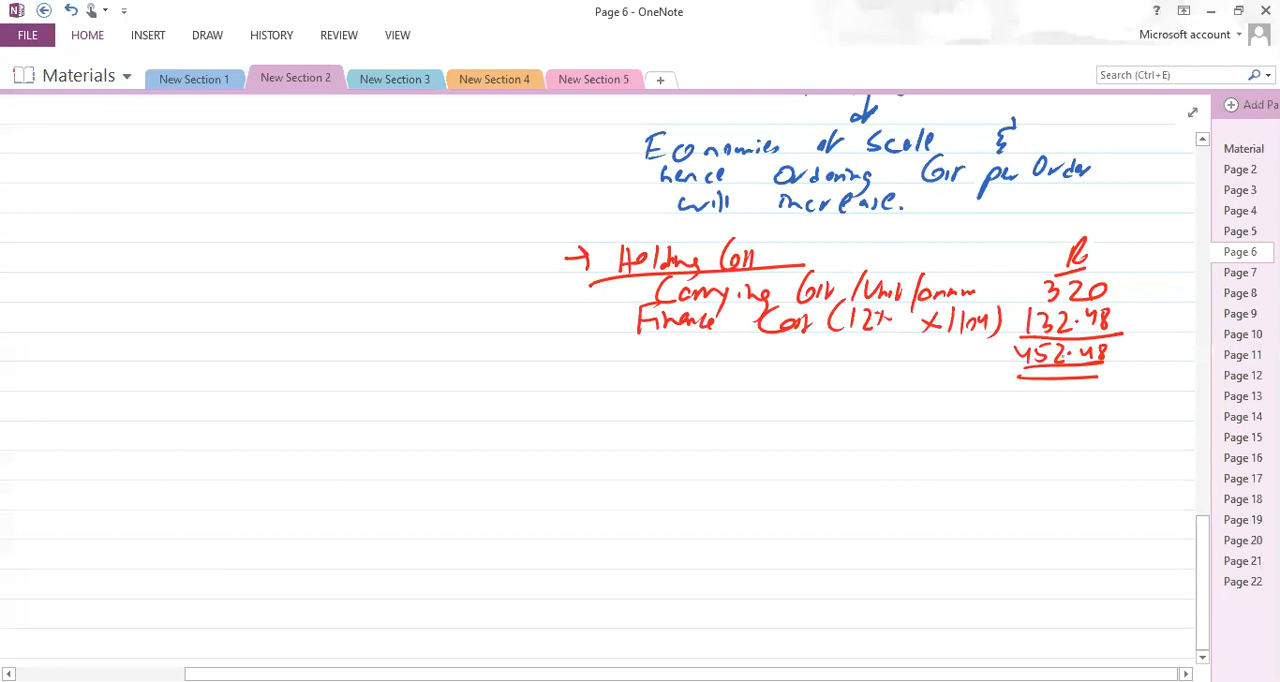 Page 6 - OneNote
FILE HOME INSERT DRAW HISTORY REVIEW VIEW
Microsoft account
Materials New Section 1 New Section 2 New Section 3 New Section 4 New Section 5
Search (Ctrl+E)
Add Pa
Material
Page 2
Page 3
Page 4
Page 5
Page 6
Page 7
Page 8
Page 9
Page 10
Page 11
Page 12
Page 13
Page 14
Page 15
Page 16
Page 17
Page 18
Page 19
Page 20
Page 21
Page 22
of
Economies of Scale &
hence Ordering Cost per Order
will increase.
→ Holding Cost
Carrying Cost /Unit /annum 320
Finance Cost (12% x1104) 132.48
452.48